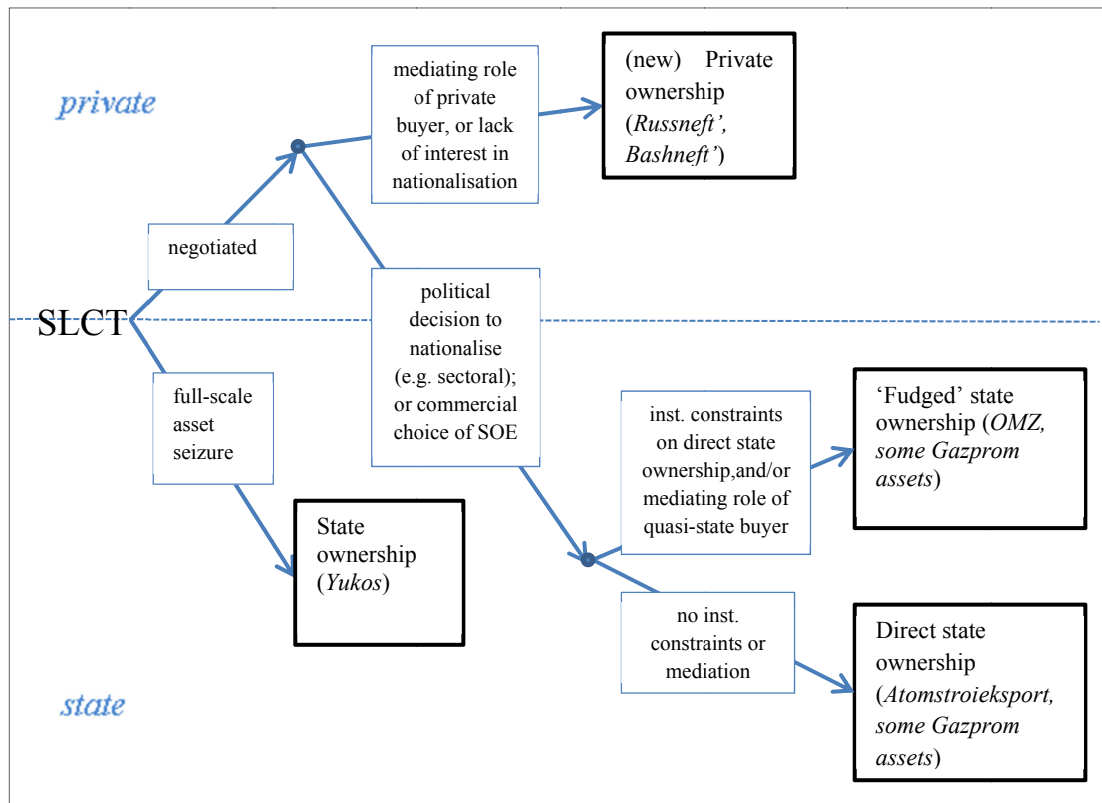 private
mediating role
of private
buyer, or lack
of interest in
nationalisation
(new) Private
ownership
(Russneft’,
Bashneft’)
negotiated
SLCT
political
decision to
nationalise
(e.g. sectoral);
or commercial
choice of SOE
full-scale
asset
seizure
State
ownership
(Yukos)
inst. constraints
on direct state
ownership,and/or
mediating role of
quasi-state buyer
‘Fudged’ state
ownership (OMZ,
some Gazprom
assets)
no inst.
constraints or
mediation
Direct state
ownership
(Atomstroieksport,
some Gazprom
assets)
state